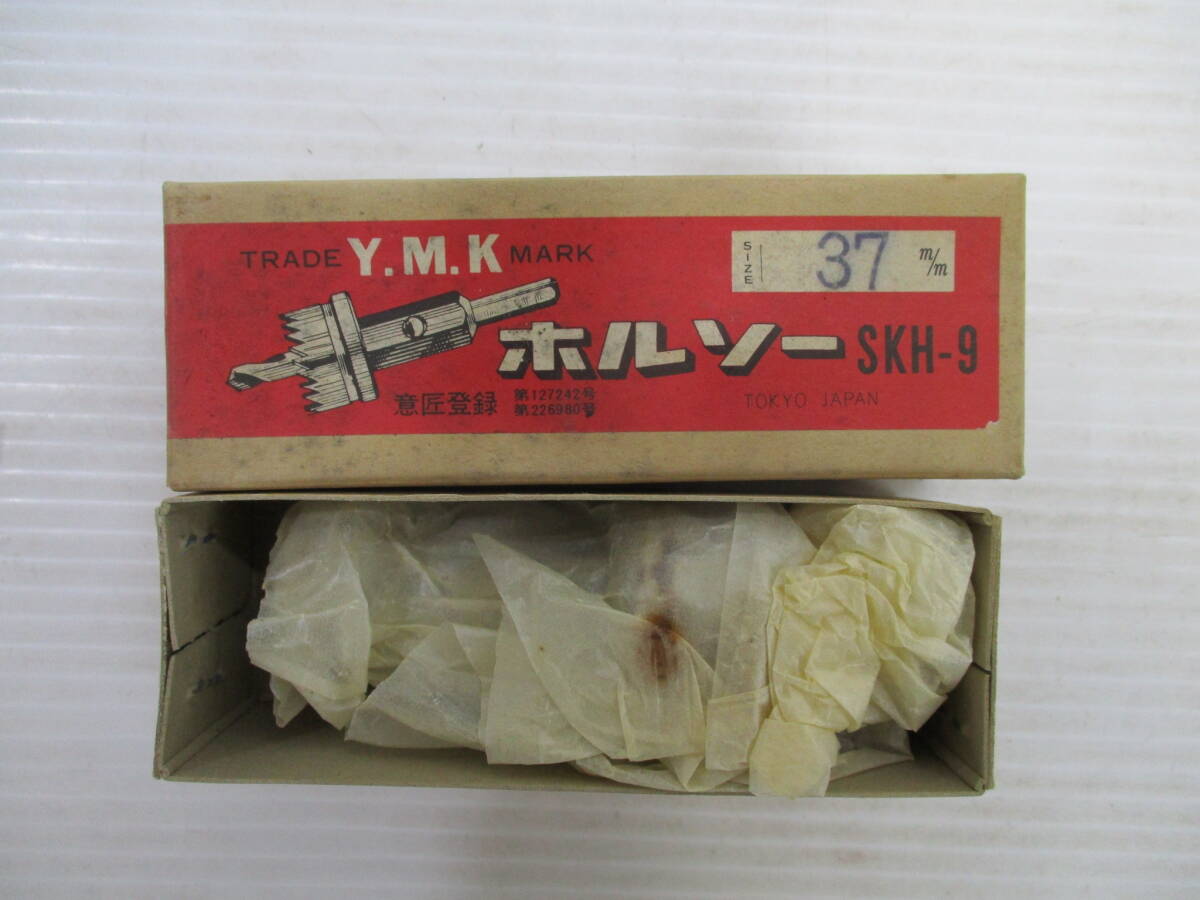 TRADE Y.M.K MARK
SIZE 37 m/m
ホルソー SKH-9
意匠登録 第127242号
第226980号
TOKYO JAPAN